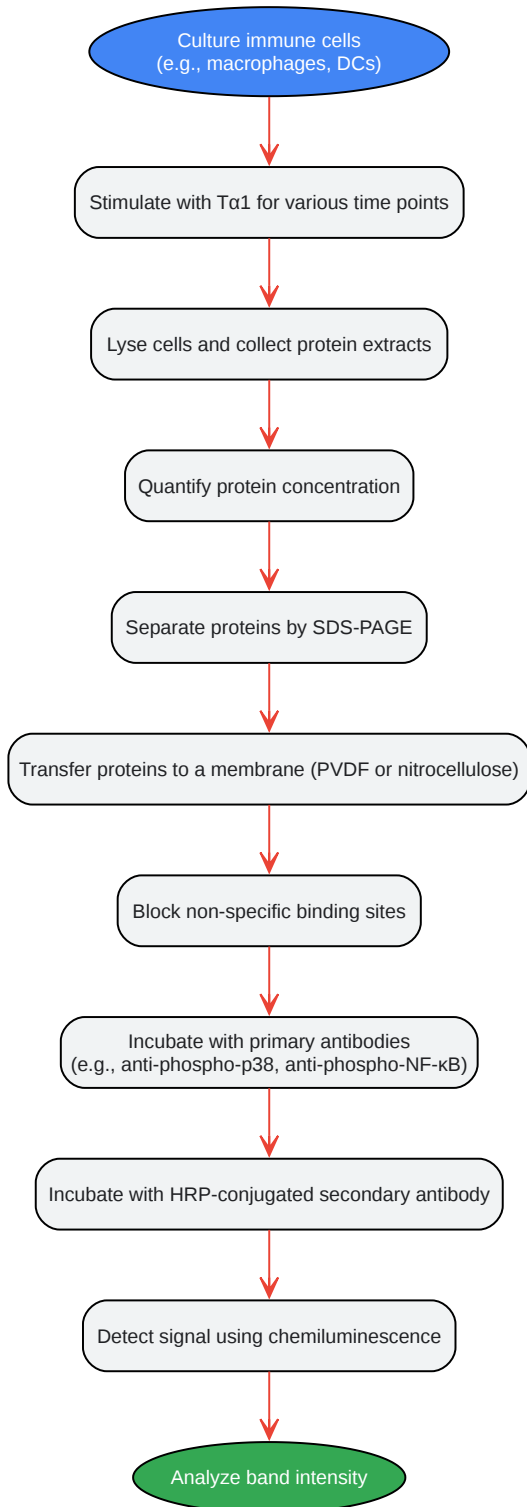 Culture immune cells
(e.g., macrophages, DCs)
Stimulate with Tα1 for various time points
Lyse cells and collect protein extracts
Quantify protein concentration
Separate proteins by SDS-PAGE
Transfer proteins to a membrane (PVDF or nitrocellulose)
Block non-specific binding sites
Incubate with primary antibodies
(e.g., anti-phospho-p38, anti-phospho-NF-κB)
Incubate with HRP-conjugated secondary antibody
Detect signal using chemiluminescence
Analyze band intensity